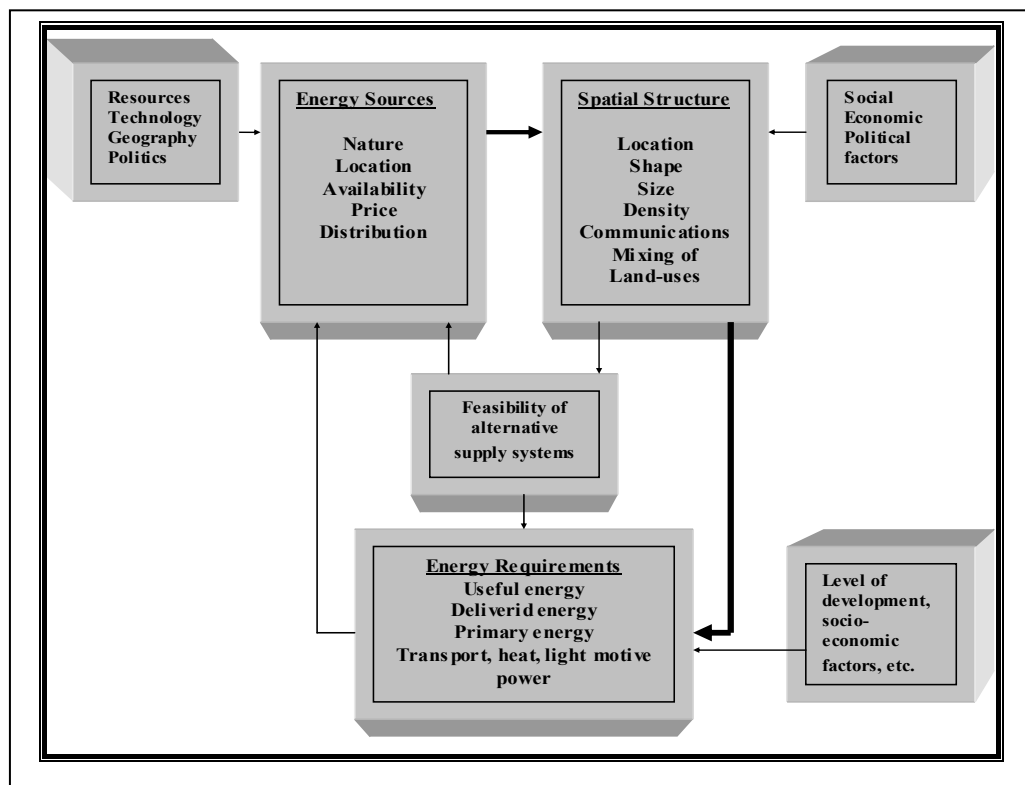 Resources
Technology
Geography
Politics
Energy Sources
Nature
Location
Availability
Price
Distribution
Spatial Structure
Location
Shape
Size
Density
Communications
Mixing of
Land-uses
Social
Economic
Political
factors
Feasibility of
alternative
supply systems
Energy Requirements
Useful energy
Deliverid energy
Primary energy
Transport, heat, light motive
power
Level of
development,
socio-
economic
factors, etc.